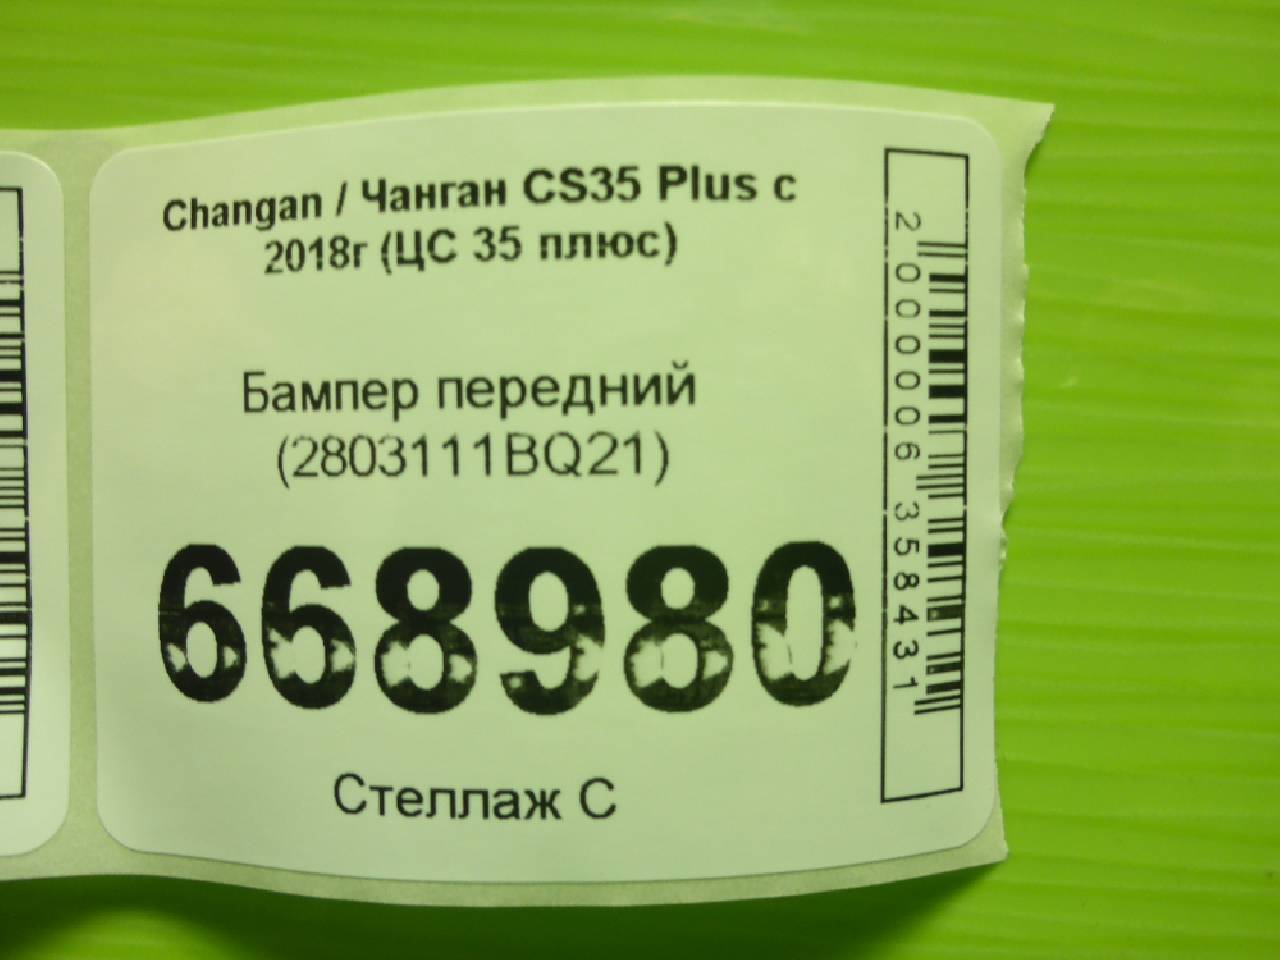 Changan / Чанган CS35 Plus с
2018г (ЦС 35 плюс)
Бампер передний
(2803111BQ21)
668980
Стеллаж С
2000006358431